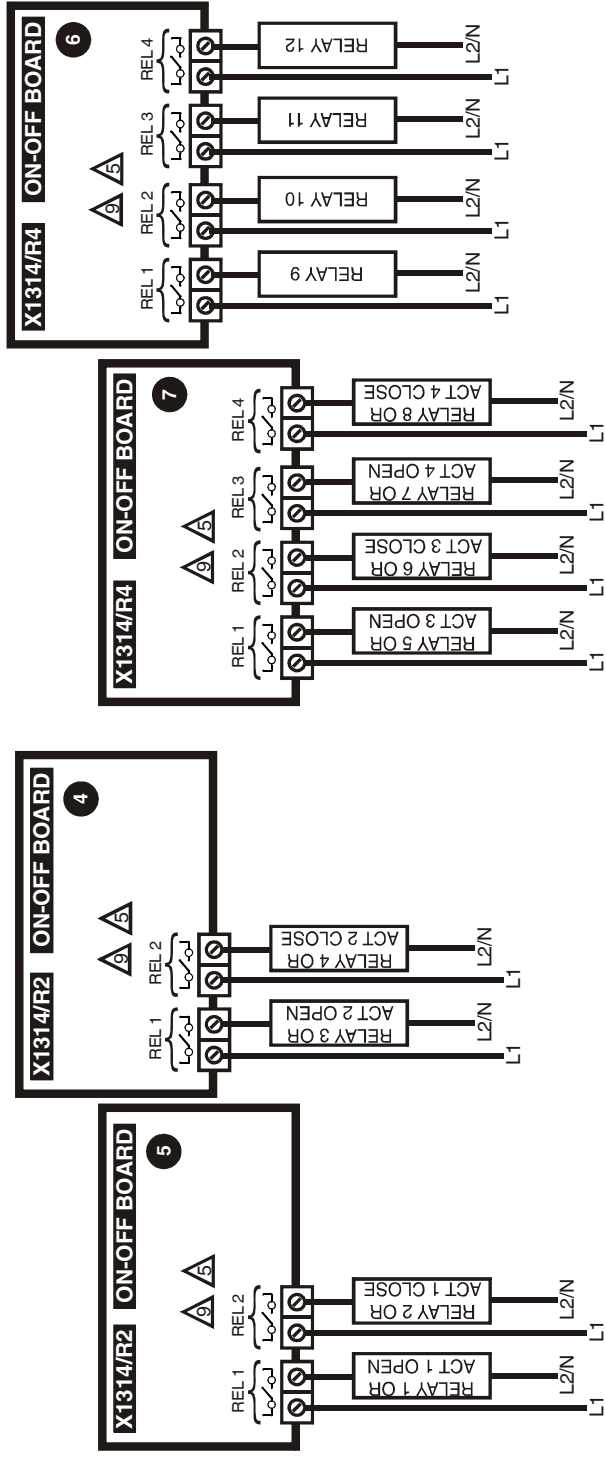 X1314/R2 ON-OFF BOARD
5
9 5
REL 1
REL 2
RELAY 1 OR
ACT 1 OPEN
RELAY 2 OR
ACT 1 CLOSE
L1
L2/N
L1
L2/N
X1314/R2 ON-OFF BOARD
4
9 5
REL 1
REL 2
RELAY 3 OR
ACT 2 OPEN
RELAY 4 OR
ACT 2 CLOSE
L1
L2/N
L1
L2/N
X1314/R4 ON-OFF BOARD
7
9 5
REL 1
REL 2
REL 3
REL 4
RELAY 5 OR
ACT 3 OPEN
RELAY 6 OR
ACT 3 CLOSE
RELAY 7 OR
ACT 4 OPEN
RELAY 8 OR
ACT 4 CLOSE
L1
L2/N
L1
L2/N
L1
L2/N
L1
L2/N
X1314/R4 ON-OFF BOARD
6
9 5
REL 1
REL 2
REL 3
REL 4
RELAY 9
RELAY 10
RELAY 11
RELAY 12
L1
L2/N
L1
L2/N
L1
L2/N
L1
L2/N